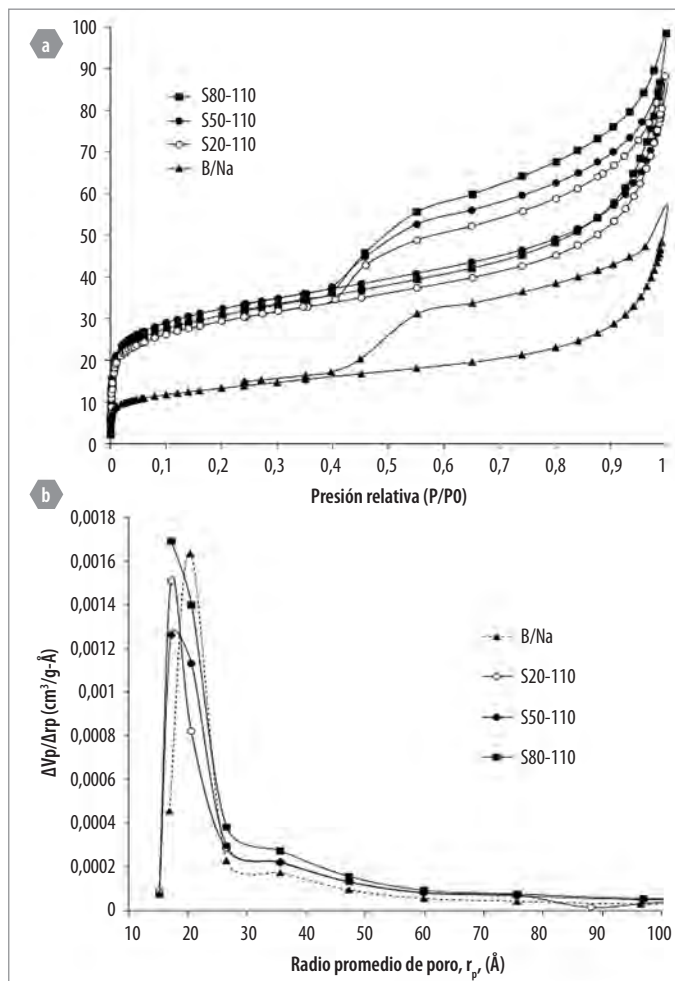 a
100
90
80
70
60
50
40
30
20
10
0
S80-110
S50-110
S20-110
B/Na
0 0,1 0,2 0,3 0,4 0,5 0,6 0,7 0,8 0,9 1
Presión relativa (P/P0)
b
0,0018
0,0016
0,0014
0,0012
0,001
0,0008
0,0006
0,0004
0,0002
0
ΔVp/Δrp (cm³/g-Å)
B/Na
S20-110
S50-110
S80-110
10 20 30 40 50 60 70 80 90 100
Radio promedio de poro, rp, (Å)